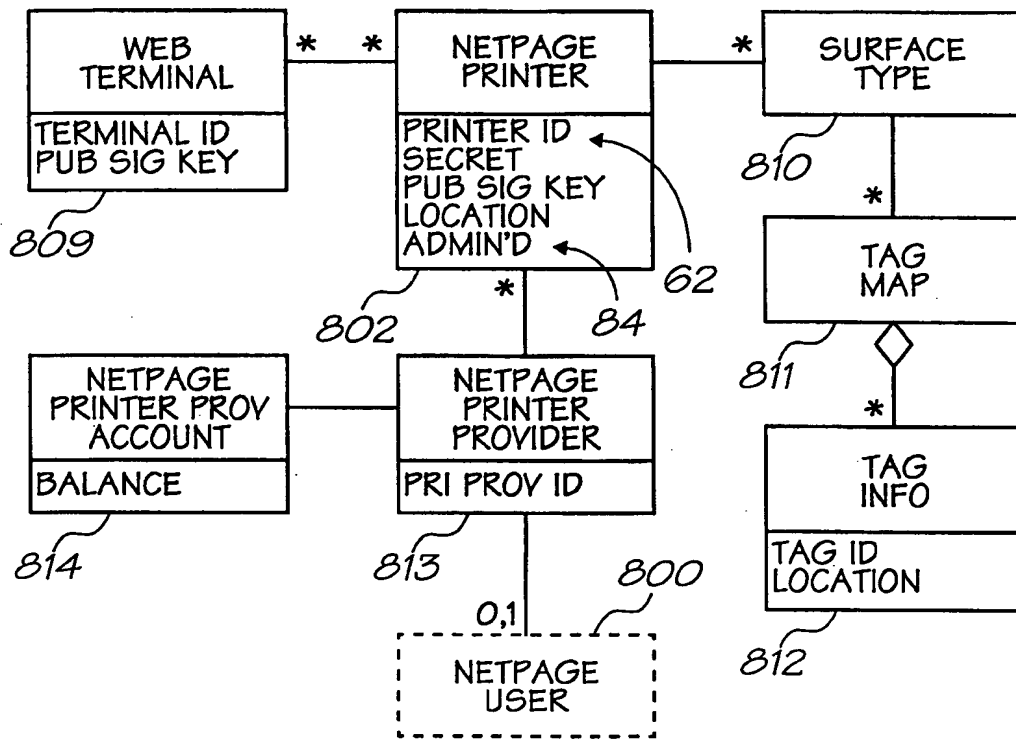 WEB
TERMINAL
TERMINAL ID
PUB SIG KEY
809
* *
NETPAGE
PRINTER
PRINTER ID
SECRET
PUB SIG KEY
LOCATION
ADMIN'D
802
62
84
*
*
SURFACE
TYPE
810
*
TAG
MAP
811
*
TAG
INFO
TAG ID
LOCATION
812
NETPAGE
PRINTER PROV
ACCOUNT
BALANCE
814
NETPAGE
PRINTER
PROVIDER
PRI PROV ID
813
0,1
800
NETPAGE
USER